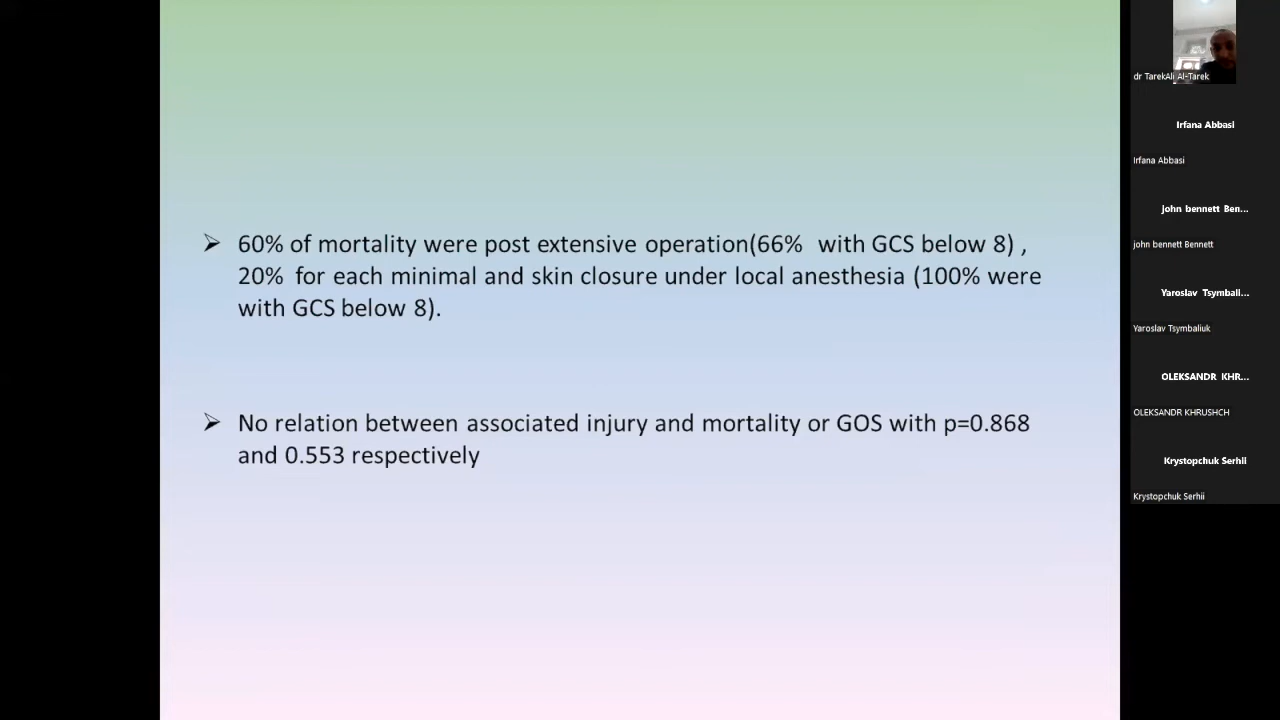 60% of mortality were post extensive operation(66% with GCS below 8) ,
20% for each minimal and skin closure under local anesthesia (100% were
with GCS below 8).
No relation between associated injury and mortality or GOS with p=0.868
and 0.553 respectively
dr TarekAli Al-Tarek
Irfana Abbasi
Irfana Abbasi
John bennett Ben...
john bennett Bennett
Yaroslav Tsymbali...
Yaroslav Tsymbaliuk
OLEKSANDR KHR...
OLEKSANDR KHRUSHCH
Krystopchuk Serhii
Krystopchuk Serhii